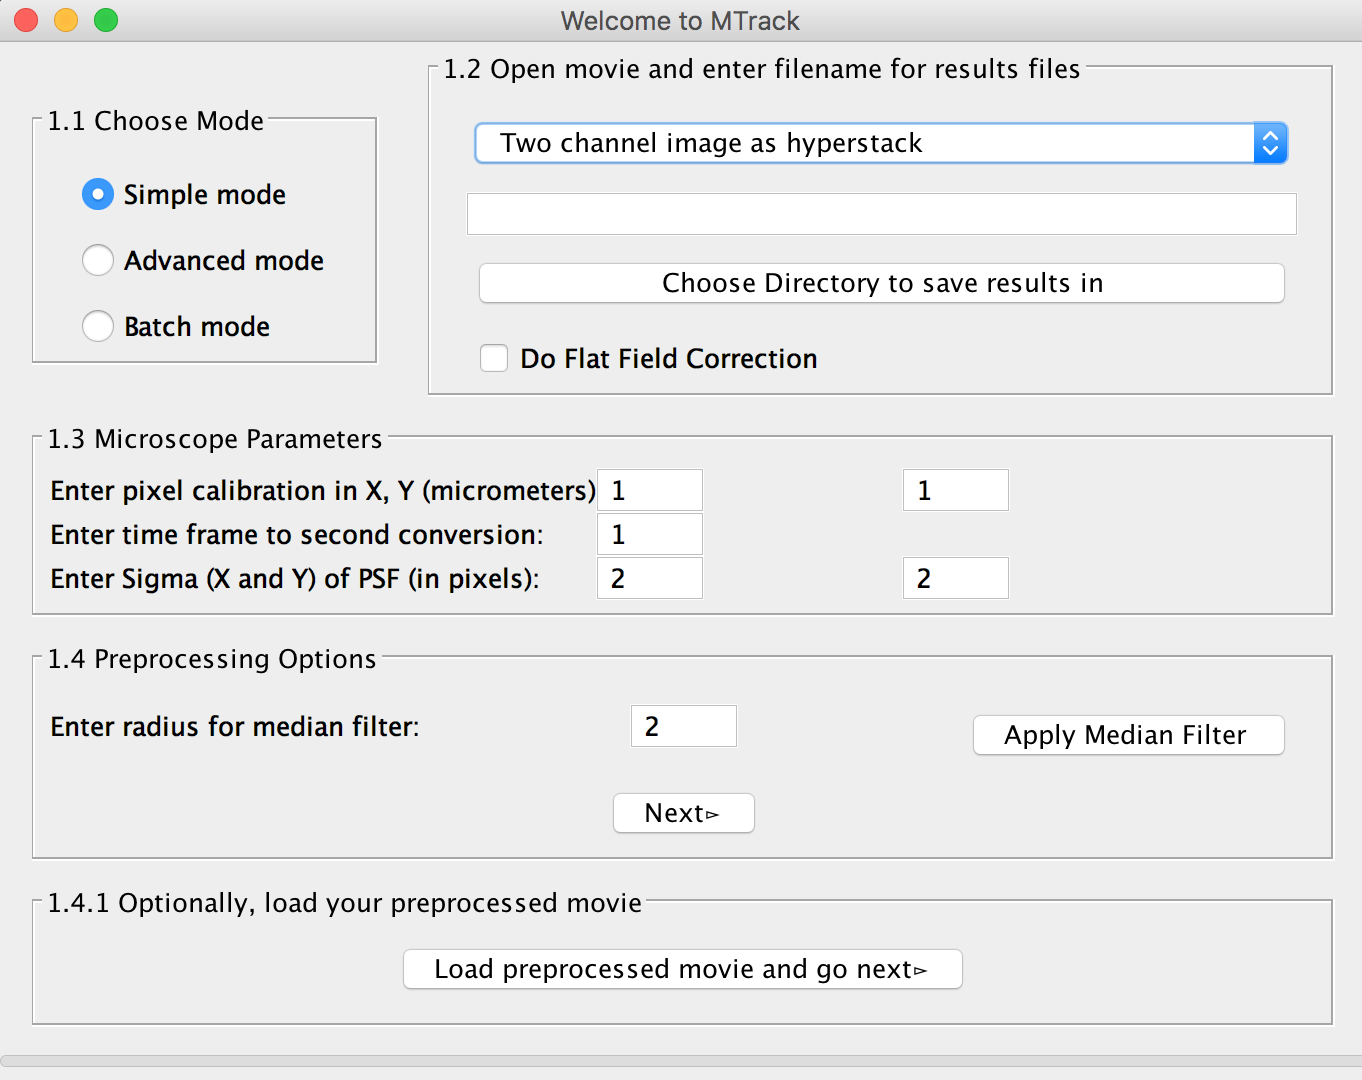 Welcome to MTrack
1.1 Choose Mode
Simple mode
Advanced mode
Batch mode
1.2 Open movie and enter filename for results files
Two channel image as hyperstack
Choose Directory to save results in
Do Flat Field Correction
1.3 Microscope Parameters
Enter pixel calibration in X, Y (micrometers) 1 1
Enter time frame to second conversion: 1
Enter Sigma (X and Y) of PSF (in pixels): 2 2
1.4 Preprocessing Options
Enter radius for median filter: 2 Apply Median Filter
Next▻
1.4.1 Optionally, load your preprocessed movie
Load preprocessed movie and go next▻